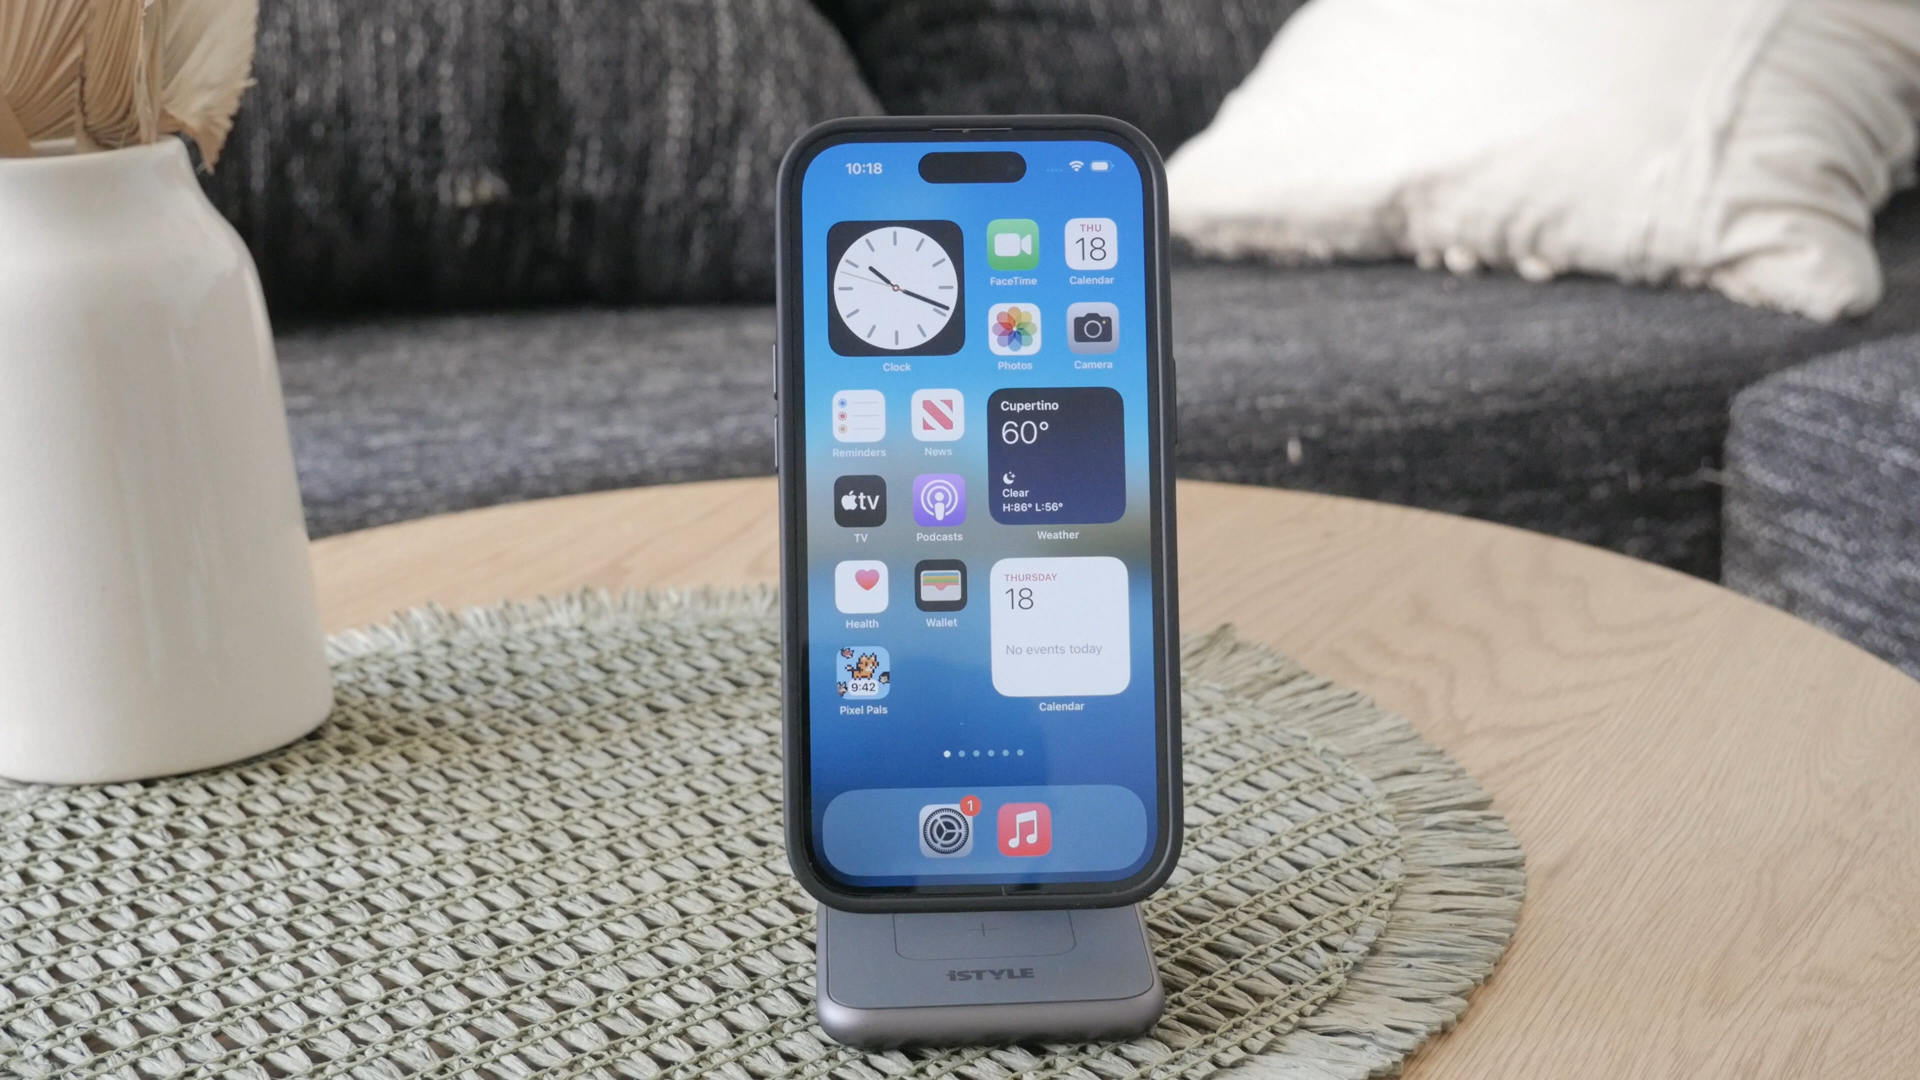 10:18
FaceTime
THU
18
Calendar
Clock
Photos
Camera
Reminders
News
Cupertino
60°
Clear
H:86° L:56°
Weather
tv
TV
Podcasts
Health
Wallet
THURSDAY
18
No events today
Calendar
9:42
Pixel Pals
1
iSTYLE